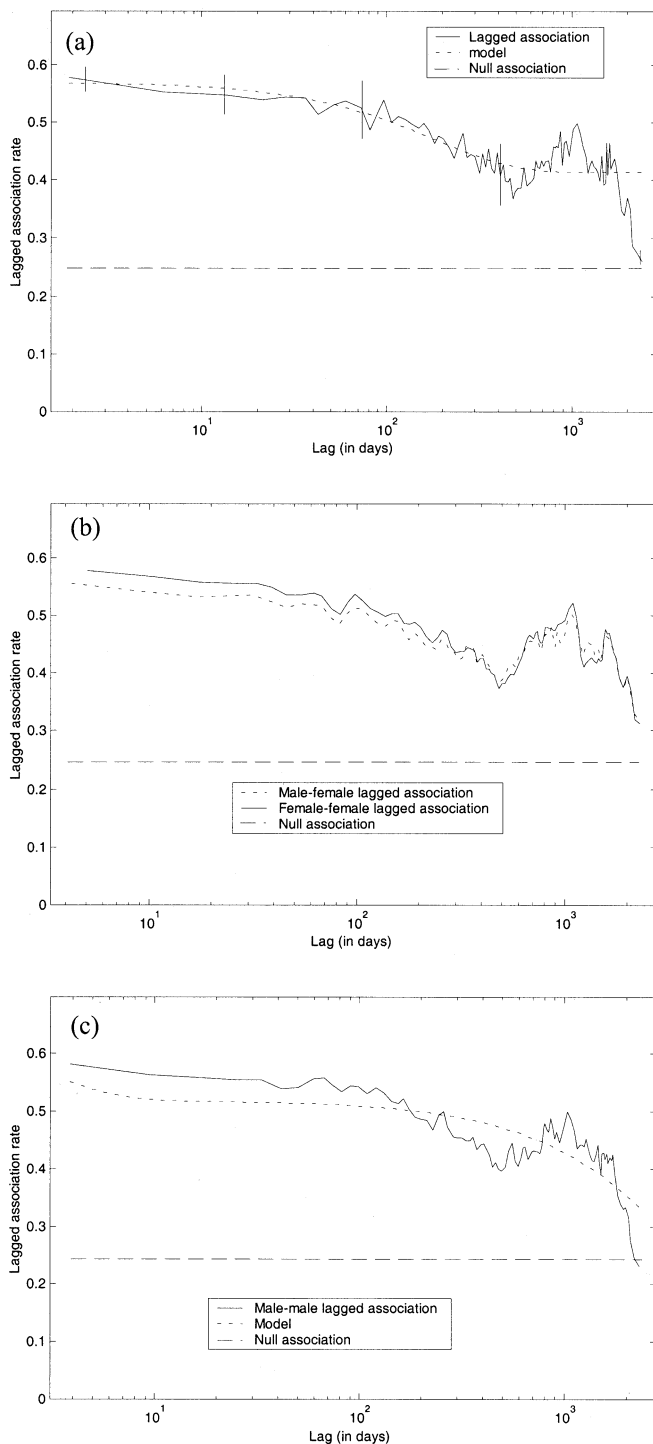 (a)
Lagged association
model
Null association
0.6
0.5
0.4
0.3
0.2
0.1
0
Lagged association rate
10¹
10²
10³
Lag (in days)
(b)
0.6
0.5
0.4
0.3
0.2
0.1
0
Lagged association rate
Male-female lagged association
Female-female lagged association
Null association
10¹
10²
10³
Lag (in days)
(c)
0.6
0.5
0.4
0.3
0.2
0.1
0
Lagged association rate
Male-male lagged association
Model
Null association
10¹
10²
10³
Lag (in days)